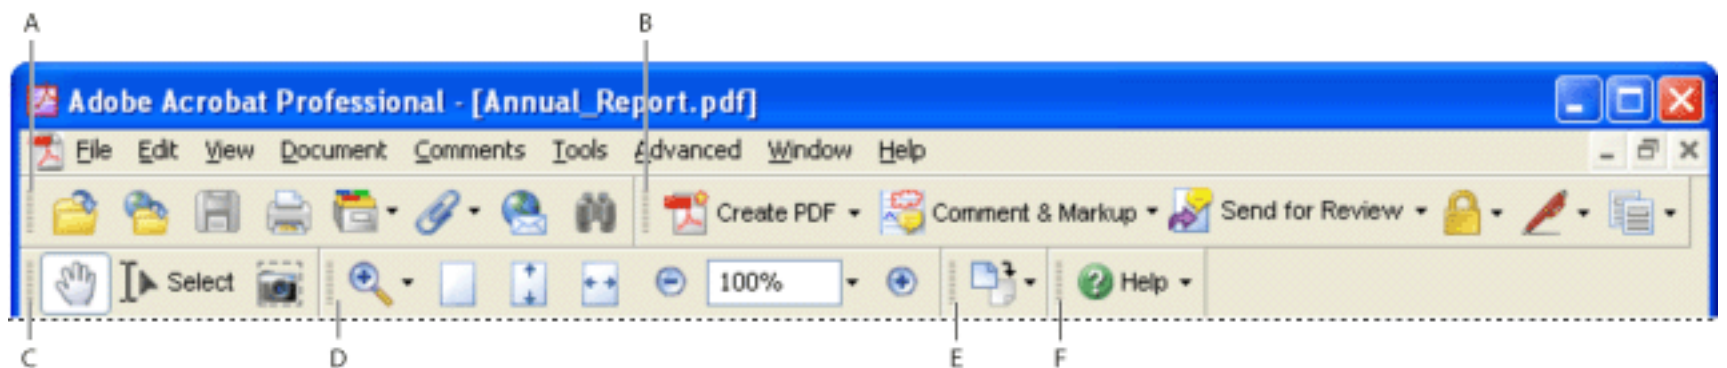 A B
Adobe Acrobat Professional - [Annual_Report.pdf]
File Edit View Document Comments Tools Advanced Window Help
Create PDF Comment & Markup Send for Review
Select 100% Help
C D E F